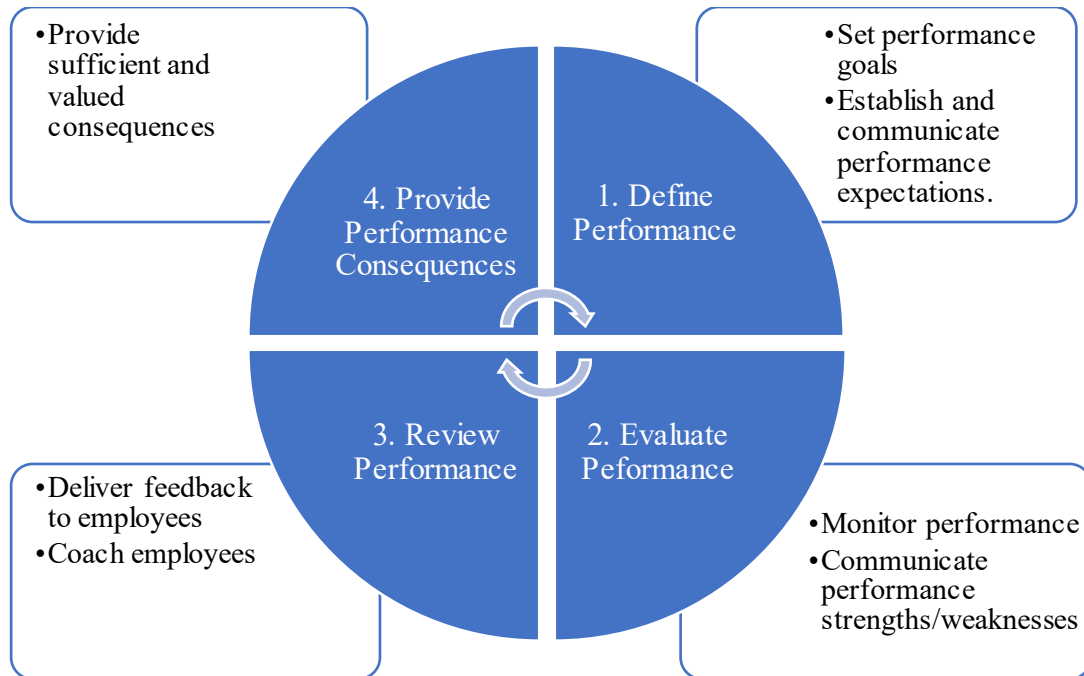 •Provide
sufficient and
valued
consequences
•Set performance
goals
•Establish and
communicate
performance
expectations.
4. Provide
Performance
Consequences
1. Define
Performance
3. Review
Performance
2. Evaluate
Peformance
•Deliver feedback
to employees
•Coach employees
•Monitor performance
•Communicate
performance
strengths/weaknesses